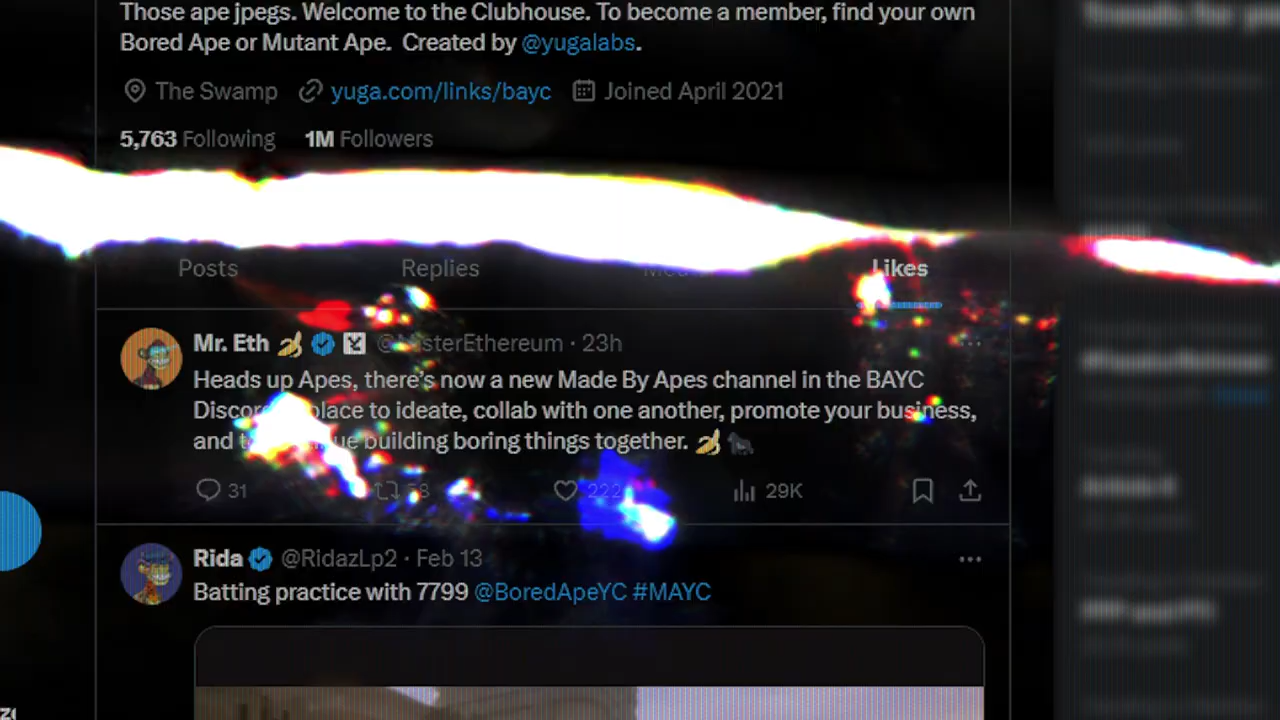 Those ape jpegs. Welcome to the Clubhouse. To become a member, find your own
Bored Ape or Mutant Ape. Created by @yugalabs.
The Swamp yuga.com/links/bayc Joined April 2021
5,763 Following 1M Followers
Posts Replies Likes
Mr. Eth @MisterEthereum · 23h
Heads up Apes, there's now a new Made By Apes channel in the BAYC
Discord place to ideate, collab with one another, promote your business,
and building boring things together.
31 222 29K
Rida @RidazLp2 · Feb 13
Batting practice with 7799 @BoredApeYC #MAYC